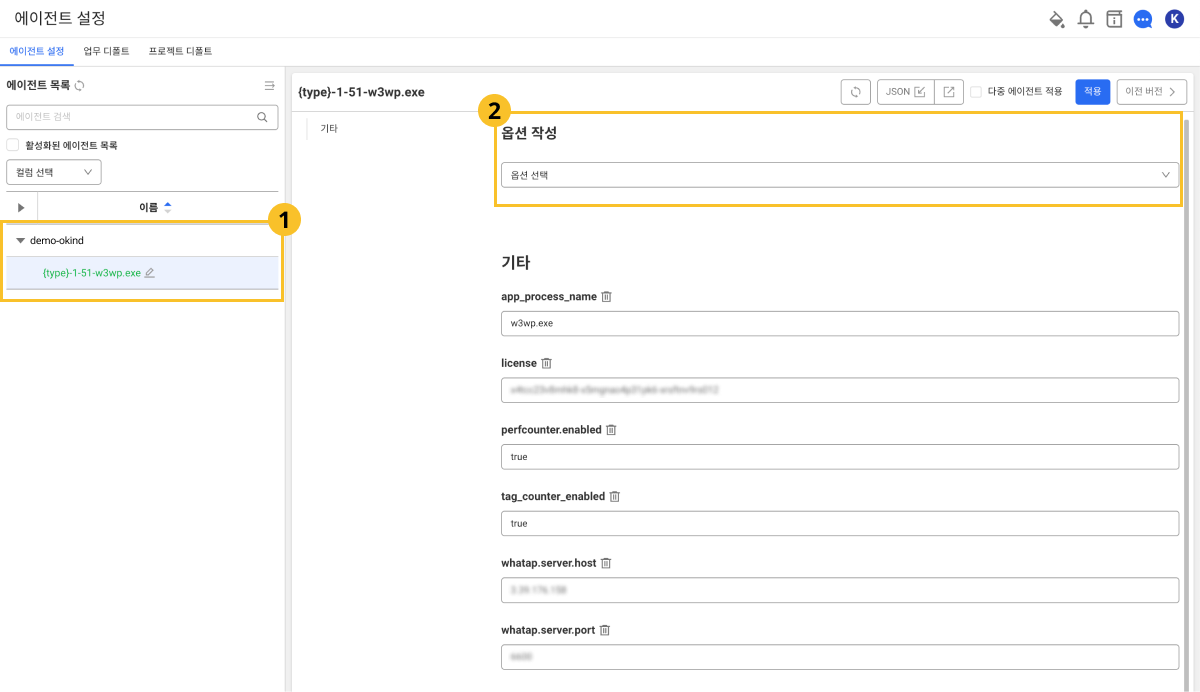 에이전트 설정
K
에이전트 설정 업무 디폴트 프로젝트 디폴트
에이전트 목록
에이전트 검색
활성화된 에이전트 목록
컬럼 선택
이름
1
demo-okind
{type}-1-51-w3wp.exe
{type}-1-51-w3wp.exe
JSON
다중 에이전트 적용
적용
이전 버전
기타
2
옵션 작성
옵션 선택
기타
app_process_name
w3wp.exe
license
perfcounter.enabled
true
tag_counter_enabled
true
whatap.server.host
whatap.server.port